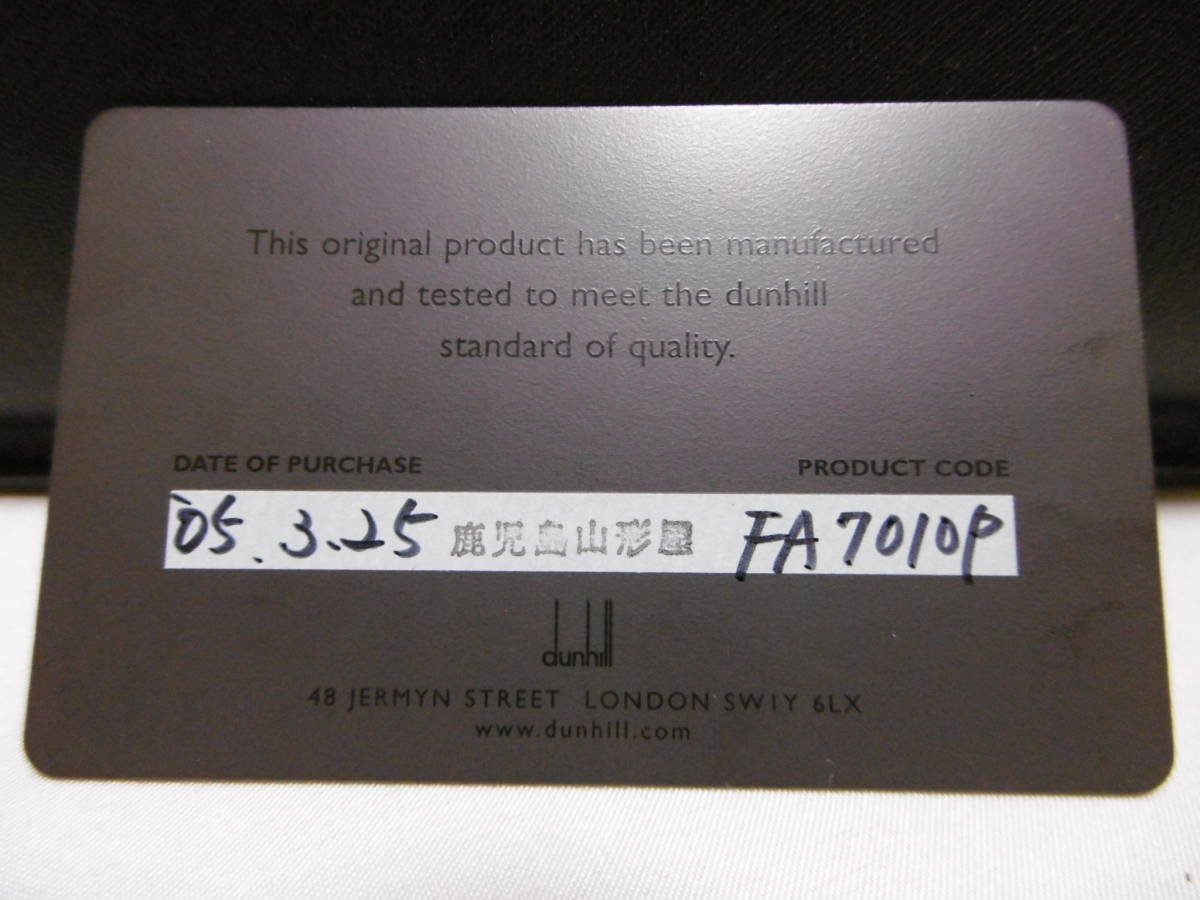 This original product has been manufactured
and tested to meet the dunhill
standard of quality.
DATE OF PURCHASE PRODUCT CODE
'05.3.25 鹿児島山形屋 FA7010P
dunhill
48 JERMYN STREET LONDON SW1Y 6LX
www.dunhill.com